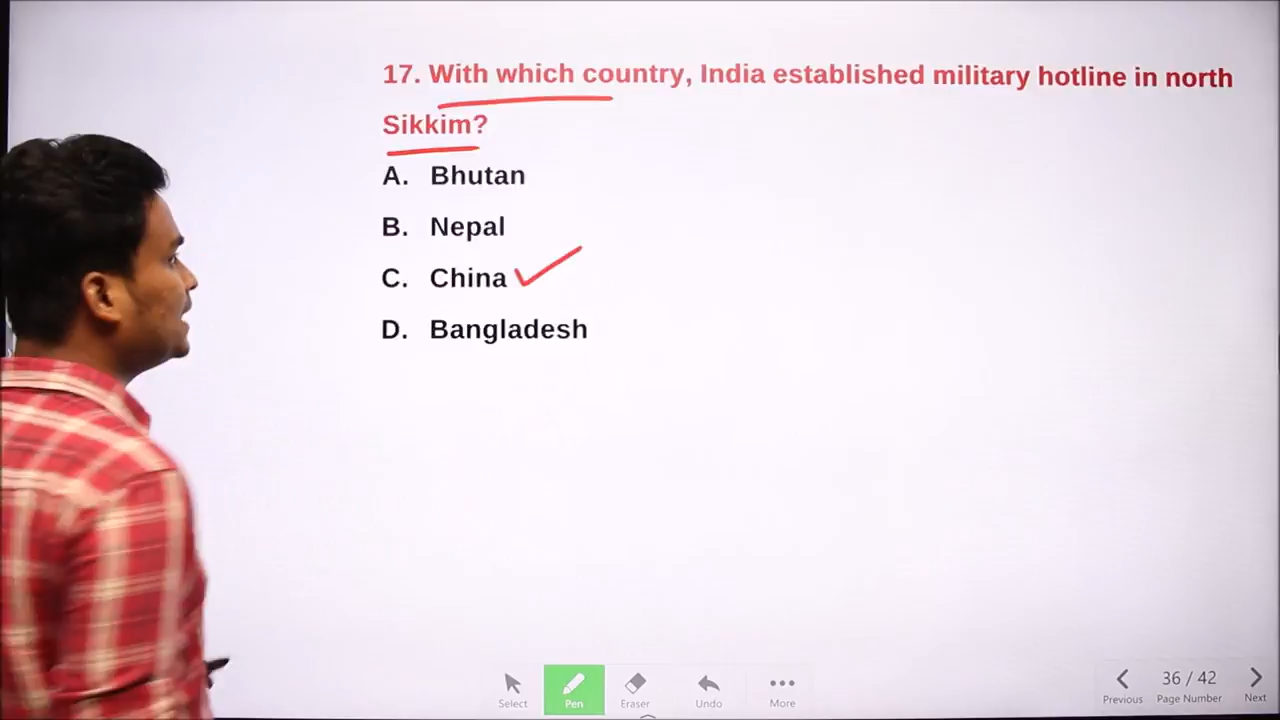 17. With which country, India established military hotline in north
Sikkim?
A. Bhutan
B. Nepal
C. China
D. Bangladesh
Select
Pen
Eraser
Undo
More
Previous
36 / 42
Page Number
Next